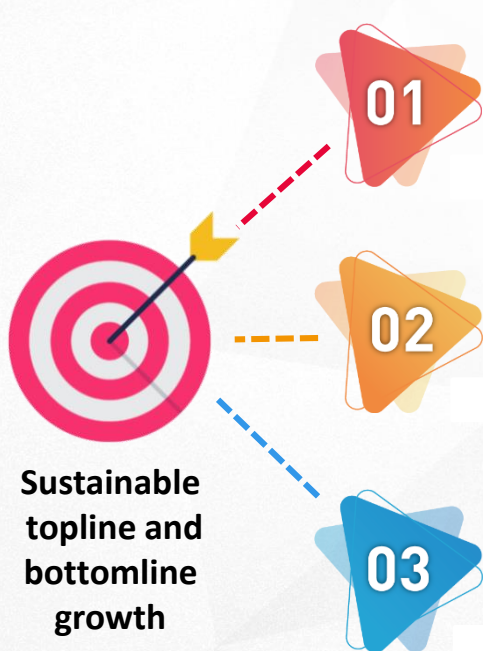 01
02
Sustainable
topline and
bottomline
growth
03